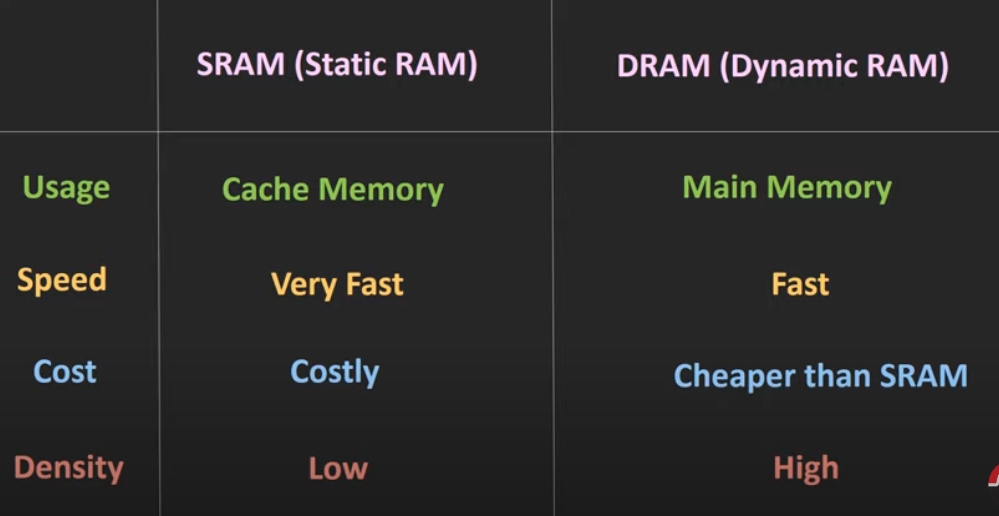 SRAM (Static RAM) DRAM (Dynamic RAM)
Usage Cache Memory Main Memory
Speed Very Fast Fast
Cost Costly Cheaper than SRAM
Density Low High